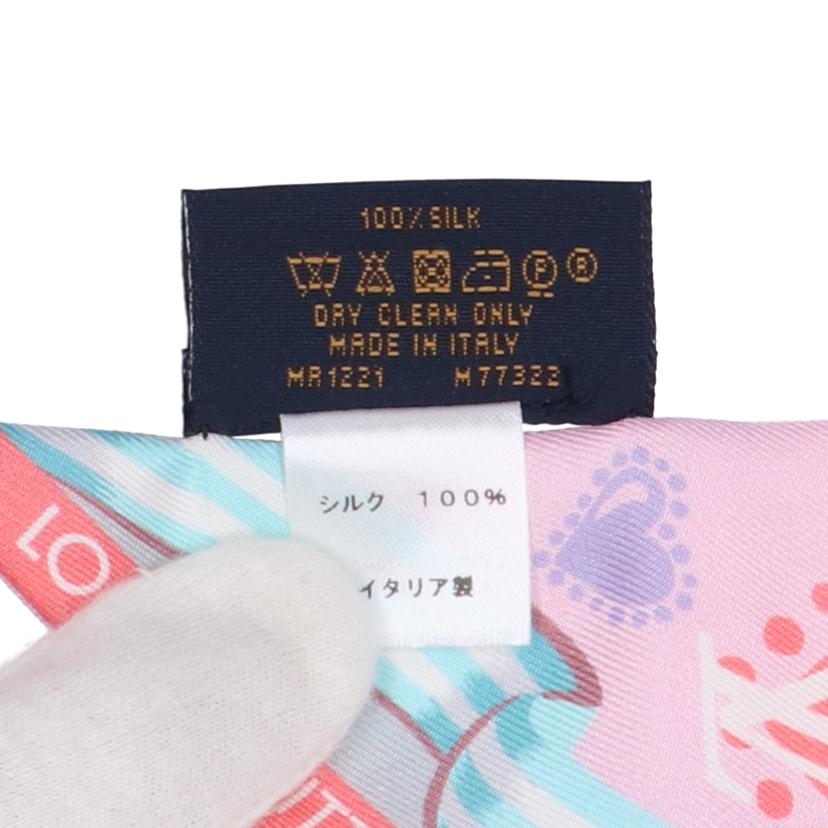 100% SILK
P R
DRY CLEAN ONLY
MADE IN ITALY
MR1221 M77322
シルク 100%
イタリア製
LO